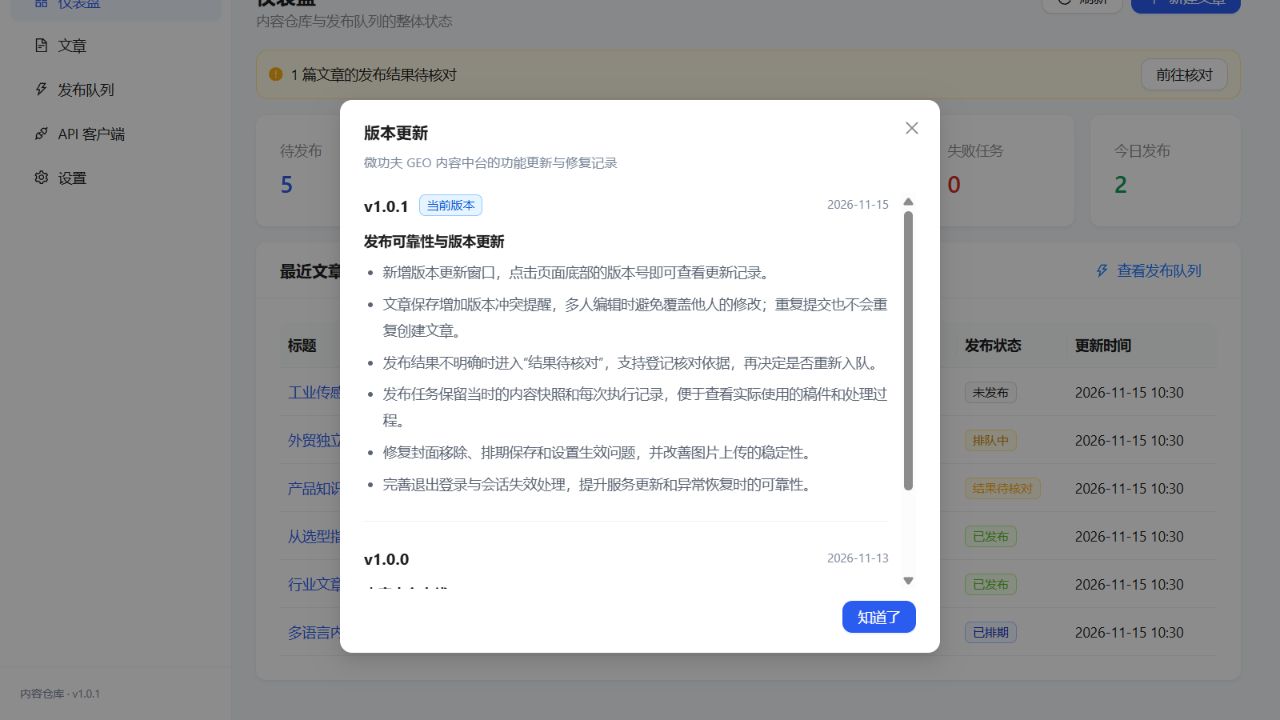 仪表盘
文章
发布队列
API 客户端
设置
内容仓库 · v1.0.1
仪表盘
内容仓库与发布队列的整体状态
刷新
新建文章
1 篇文章的发布结果待核对
前往核对
待发布
5
失败任务
0
今日发布
2
最近文章
查看发布队列
标题
发布状态
更新时间
工业传感
未发布
2026-11-15 10:30
外贸独立
排队中
2026-11-15 10:30
产品知识
结果待核对
2026-11-15 10:30
从选型指
已发布
2026-11-15 10:30
行业文章
已发布
2026-11-15 10:30
多语言内
已排期
2026-11-15 10:30
版本更新
微功夫 GEO 内容中台的功能更新与修复记录
v1.0.1
当前版本
2026-11-15
发布可靠性与版本更新
新增版本更新窗口，点击页面底部的版本号即可查看更新记录。
文章保存增加版本冲突提醒，多人编辑时避免覆盖他人的修改；重复提交也不会重
复创建文章。
发布结果不明确时进入“结果待核对”，支持登记核对依据，再决定是否重新入队。
发布任务保留当时的内容快照和每次执行记录，便于查看实际使用的稿件和处理过
程。
修复封面移除、排期保存和设置生效问题，并改善图片上传的稳定性。
完善退出登录与会话失效处理，提升服务更新和异常恢复时的可靠性。
v1.0.0
2026-11-13
知道了